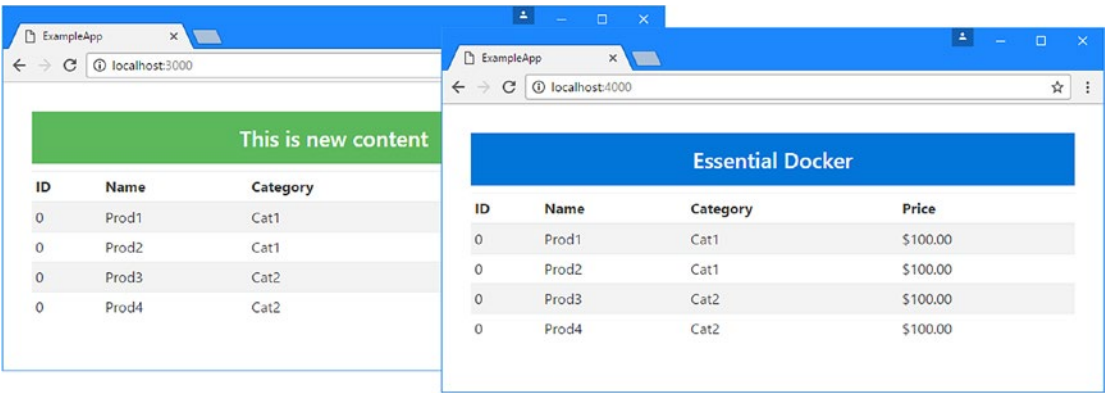 ExampleApp
localhost:3000
This is new content
ID Name Category
0 Prod1 Cat1
0 Prod2 Cat1
0 Prod3 Cat2
0 Prod4 Cat2
ExampleApp
localhost:4000
Essential Docker
ID Name Category Price
0 Prod1 Cat1 $100.00
0 Prod2 Cat1 $100.00
0 Prod3 Cat2 $100.00
0 Prod4 Cat2 $100.00